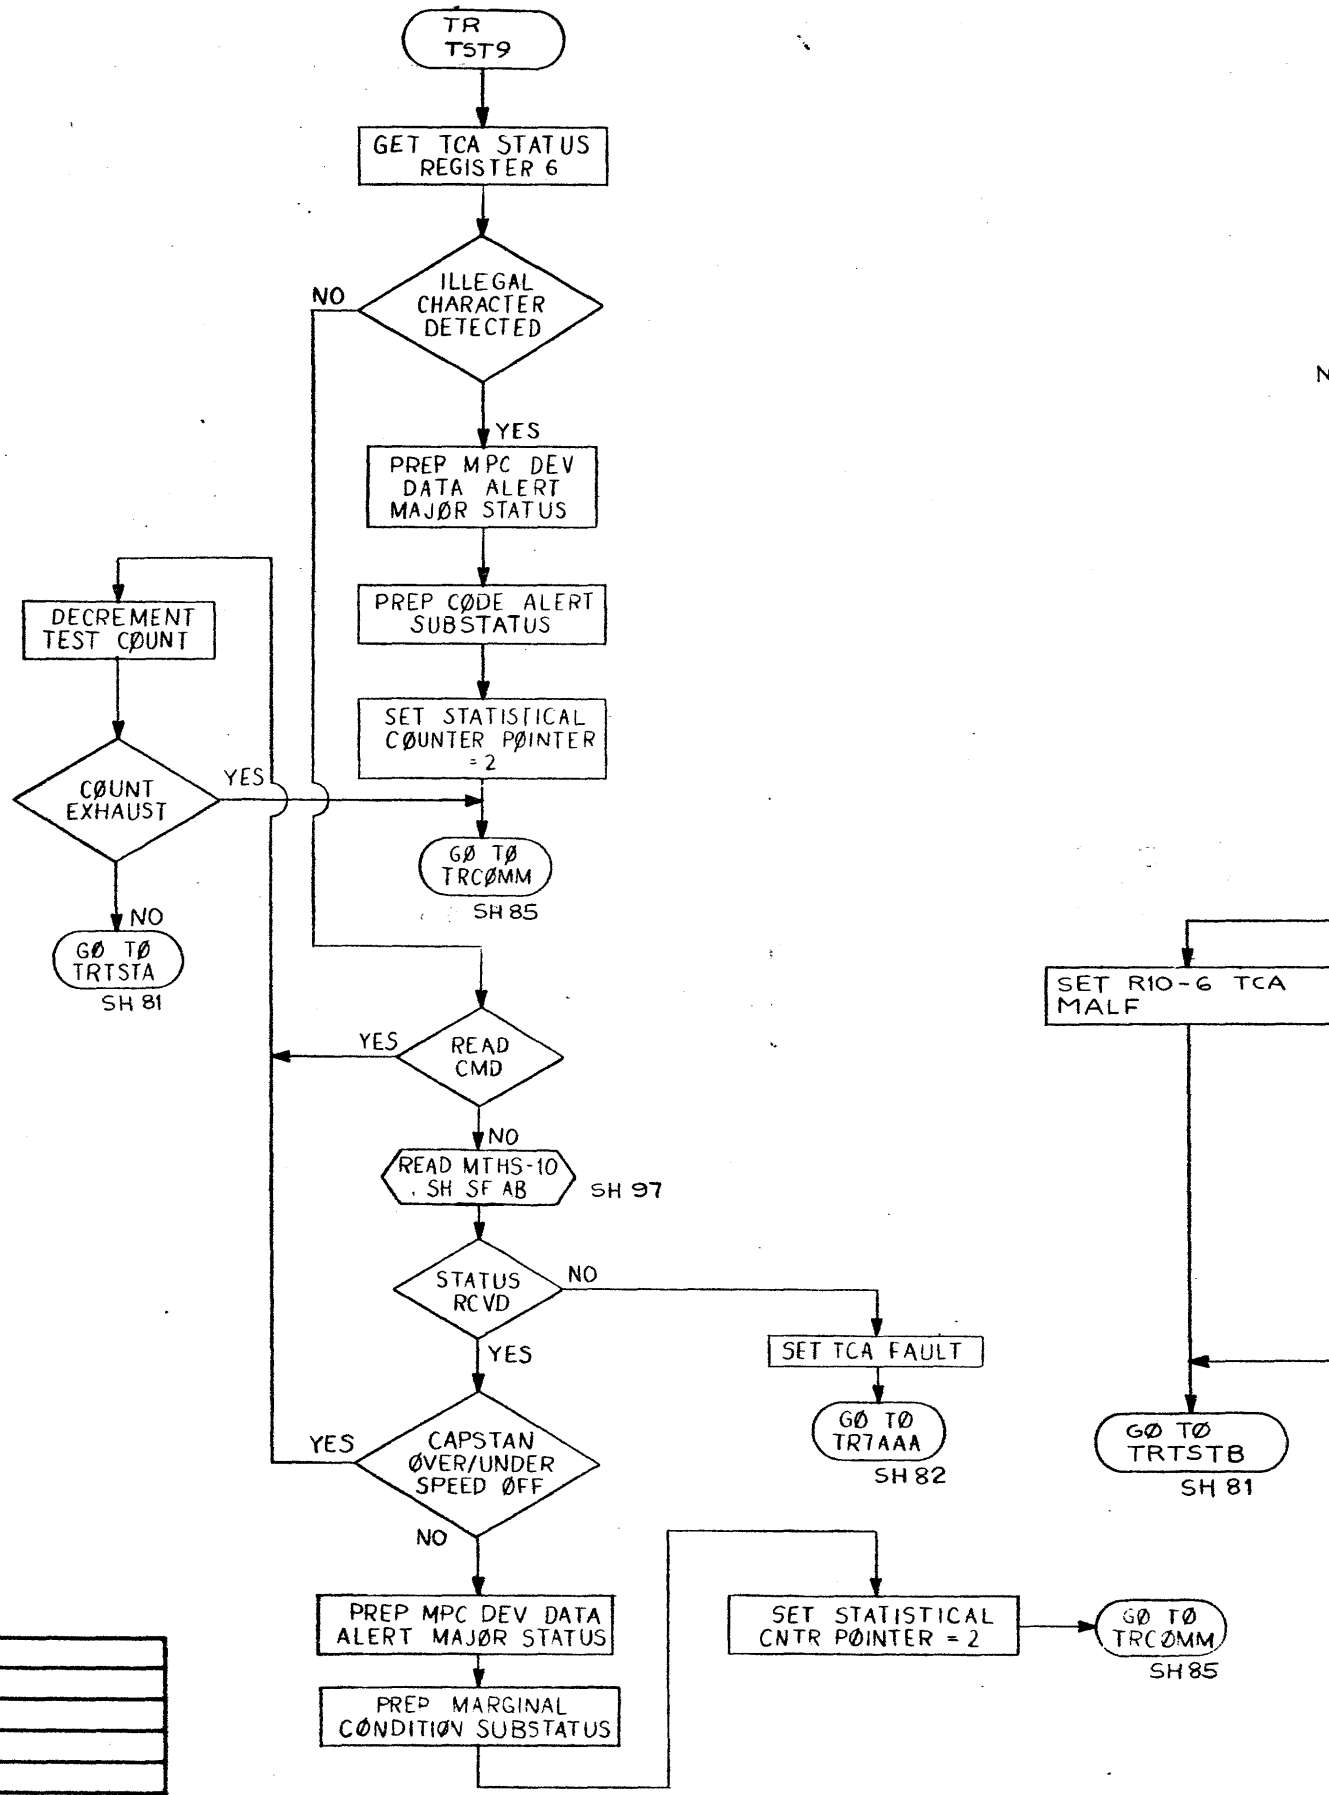 TR
TST9
GET TCA STATUS
REGISTER 6
ILLEGAL
CHARACTER
DETECTED
NO
YES
PREP MPC DEV
DATA ALERT
MAJØR STATUS
PREP CØDE ALERT
SUBSTATUS
SET STATISTICAL
CØUNTER PØINTER
= 2
DECREMENT
TEST CØUNT
CØUNT
EXHAUST
YES
GØ TØ
TRCØMM
SH 85
NO
GØ TØ
TRTSTA
SH 81
READ
CMD
YES
NO
READ MTHS-10
SH SF AB
SH 97
STATUS
RCVD
NO
YES
SET TCA FAULT
GØ TØ
TR7AAA
SH 82
CAPSTAN
ØVER/UNDER
SPEED ØFF
YES
NO
PREP MPC DEV DATA
ALERT MAJØR STATUS
PREP MARGINAL
CØNDITIØN SUBSTATUS
SET STATISTICAL
CNTR PØINTER = 2
GØ TØ
TRCØMM
SH 85
N
SET R10-6 TCA
MALF
GØ TØ
TRTSTB
SH 81